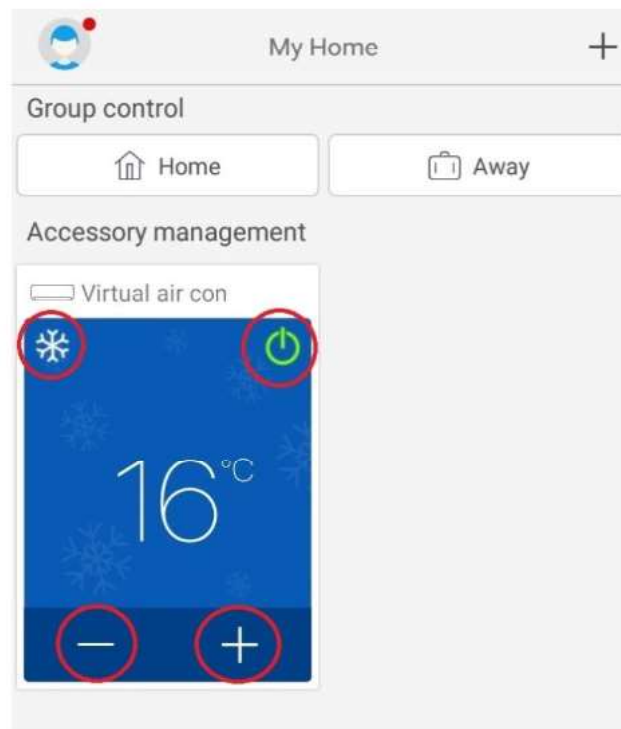 My Home
Group control
Home
Away
Accessory management
Virtual air con
16°C